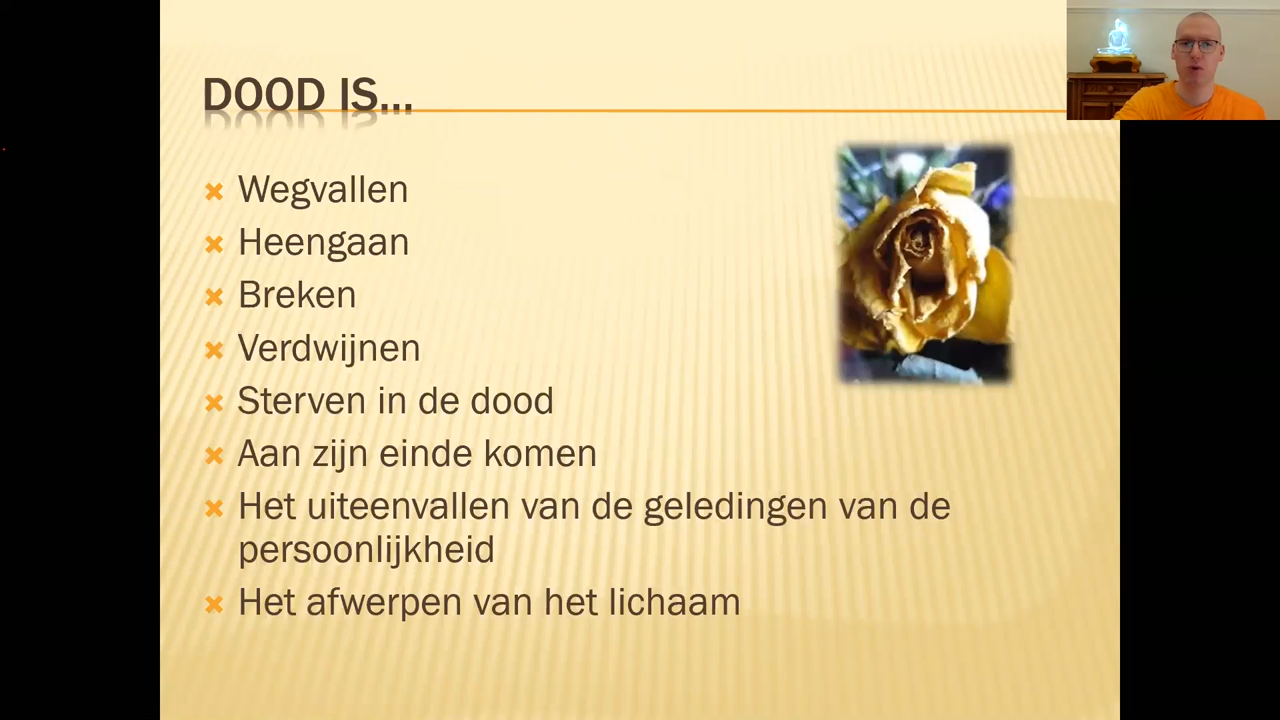 DOOD IS...
Wegvallen
Heengaan
Breken
Verdwijnen
Sterven in de dood
Aan zijn einde komen
Het uiteenvallen van de geledingen van de
persoonlijkheid
Het afwerpen van het lichaam